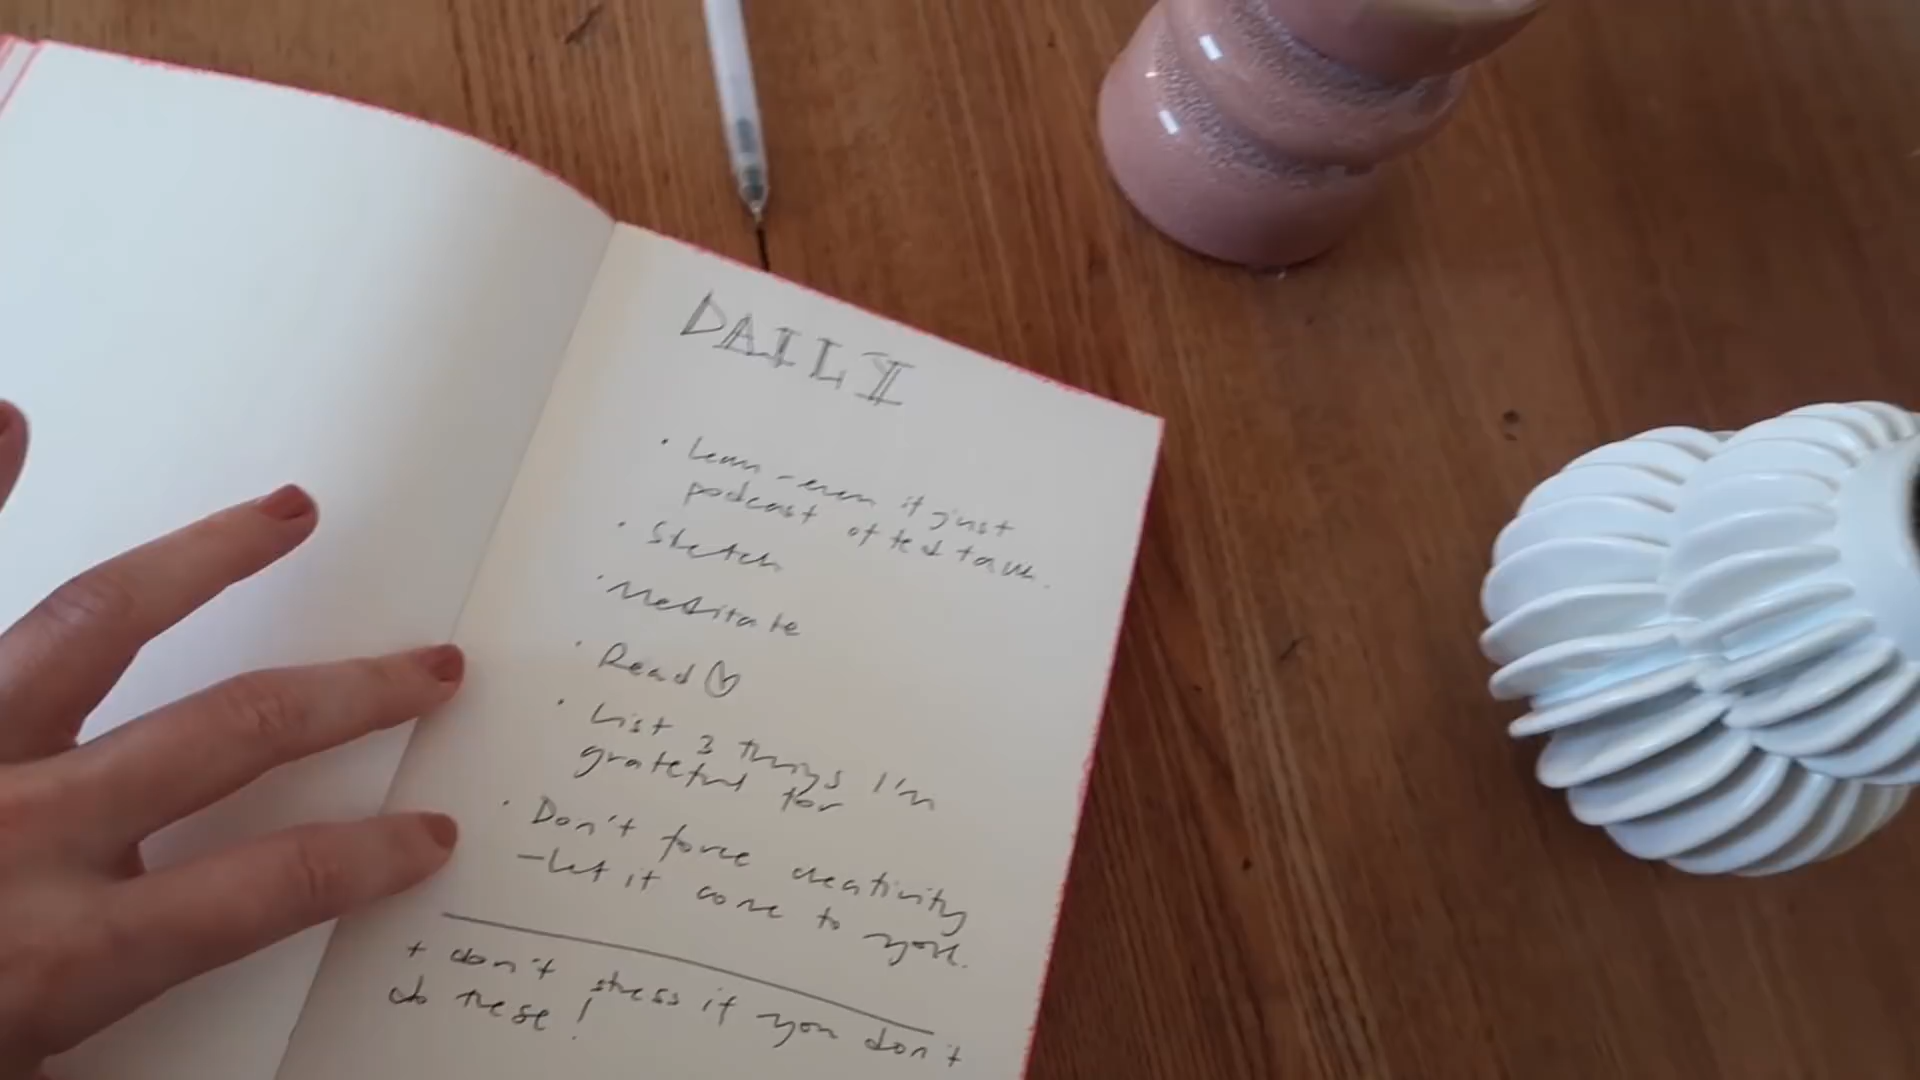 DAILY
• Learn - even if just
podcast of ted talk.
• Sketch
• Meditate
• Read
• List 3 things I'm
grateful for
• Don't force creativity
- let it come to you.
+ don't stress if you don't
do these!